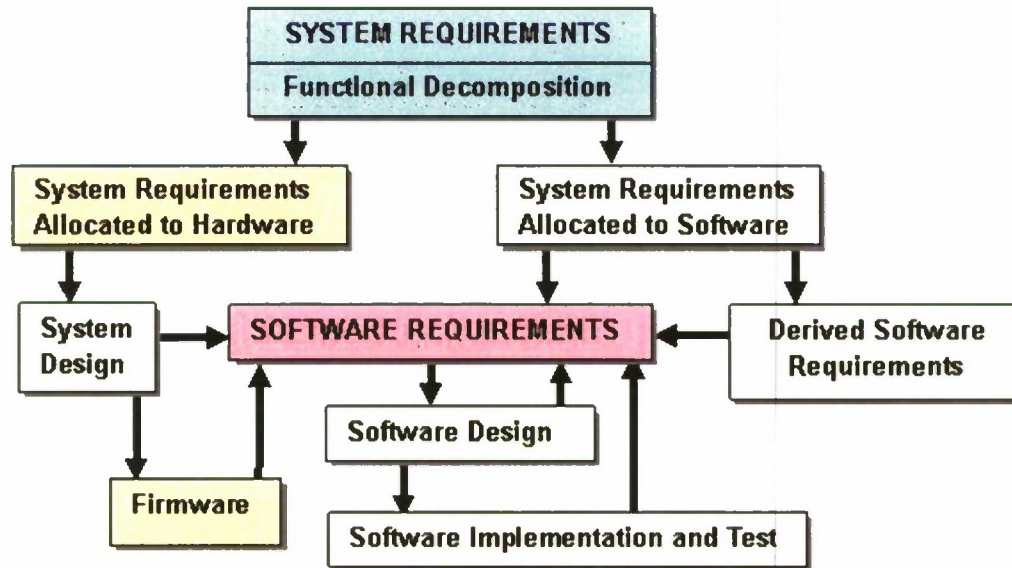 SYSTEM REQUIREMENTS
Functional Decomposition
System Requirements
Allocated to Hardware
System Requirements
Allocated to Software
System
Design
SOFTWARE REQUIREMENTS
Derived Software
Requirements
Software Design
Firmware
Software Implementation and Test